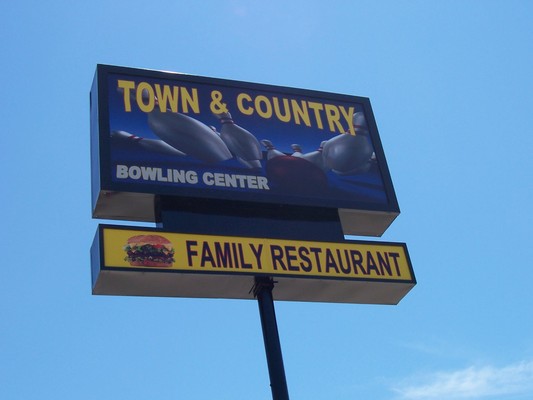 TOWN & COUNTRY
BOWLING CENTER
FAMILY RESTAURANT